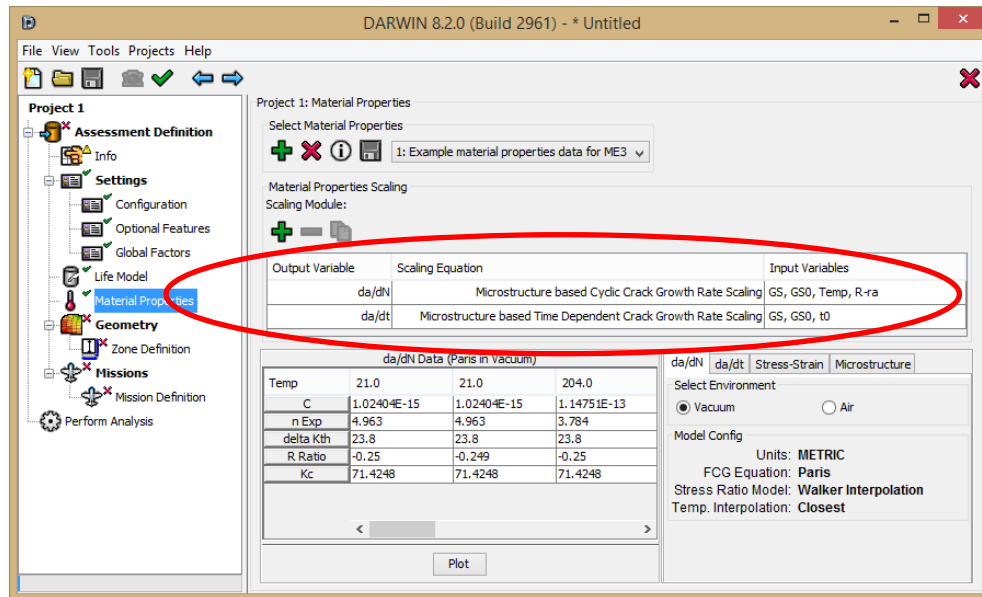 DARWIN 8.2.0 (Build 2961) - * Untitled
File View Tools Projects Help
Project 1
Assessment Definition
Info
Settings
Configuration
Optional Features
Global Factors
Life Model
Material Properties
Geometry
Zone Definition
Missions
Mission Definition
Perform Analysis
Project 1: Material Properties
Select Material Properties
1: Example material properties data for ME3
Material Properties Scaling
Scaling Module:
Output Variable Scaling Equation Input Variables
da/dN Microstructure based Cyclic Crack Growth Rate Scaling GS, GS0, Temp, R-ra
da/dt Microstructure based Time Dependent Crack Growth Rate Scaling GS, GS0, t0
da/dN Data (Paris in Vacuum)
Temp 21.0 21.0 204.0
C 1.02404E-15 1.02404E-15 1.14751E-13
n Exp 4.963 4.963 3.784
delta Kth 23.8 23.8 23.8
R Ratio -0.25 -0.249 -0.25
Kc 71.4248 71.4248 71.4248
Plot
da/dN da/dt Stress-Strain Microstructure
Select Environment
Vacuum Air
Model Config
Units: METRIC
FCG Equation: Paris
Stress Ratio Model: Walker Interpolation
Temp. Interpolation: Closest